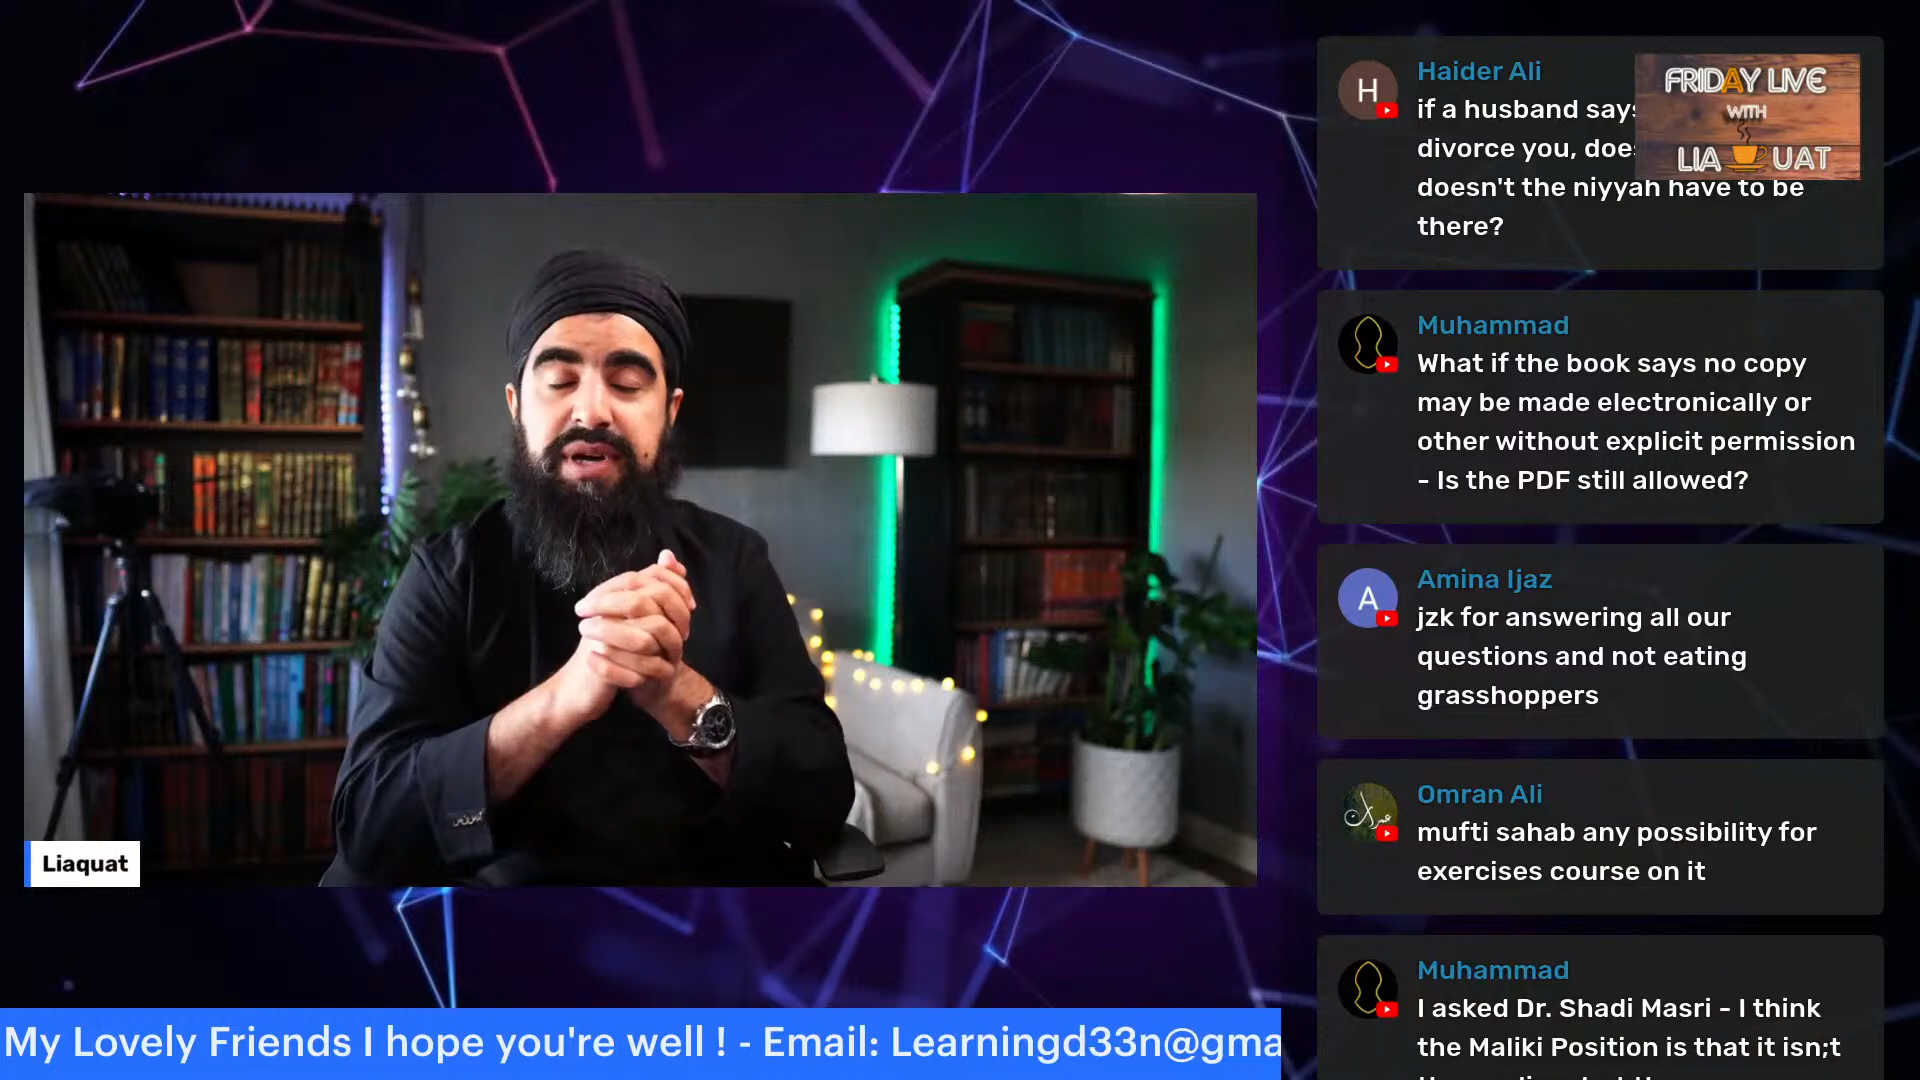 Haider Ali
if a husband says
divorce you, does
doesn't the niyyah have to be
there?
FRIDAY LIVE
WITH
LIA UAT
Muhammad
What if the book says no copy
may be made electronically or
other without explicit permission
- Is the PDF still allowed?
Amina Ijaz
jzk for answering all our
questions and not eating
grasshoppers
Omran Ali
mufti sahab any possibility for
exercises course on it
Muhammad
I asked Dr. Shadi Masri - I think
the Maliki Position is that it isn;t
H
A
Liaquat
My Lovely Friends I hope you're well ! - Email: Learningd33n@gma